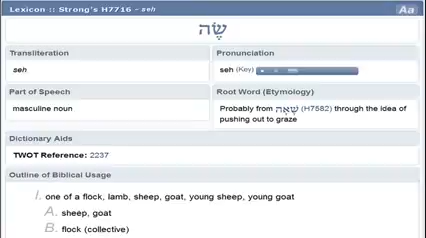 Lexicon :: Strong's H7716 - seh
Aa
שֶׂה
Transliteration
seh
Pronunciation
seh (Key)
Part of Speech
masculine noun
Root Word (Etymology)
Probably from שָׁאָה (H7582) through the idea of
pushing out to graze
Dictionary Aids
TWOT Reference: 2237
Outline of Biblical Usage
I. one of a flock, lamb, sheep, goat, young sheep, young goat
A. sheep, goat
B. flock (collective)